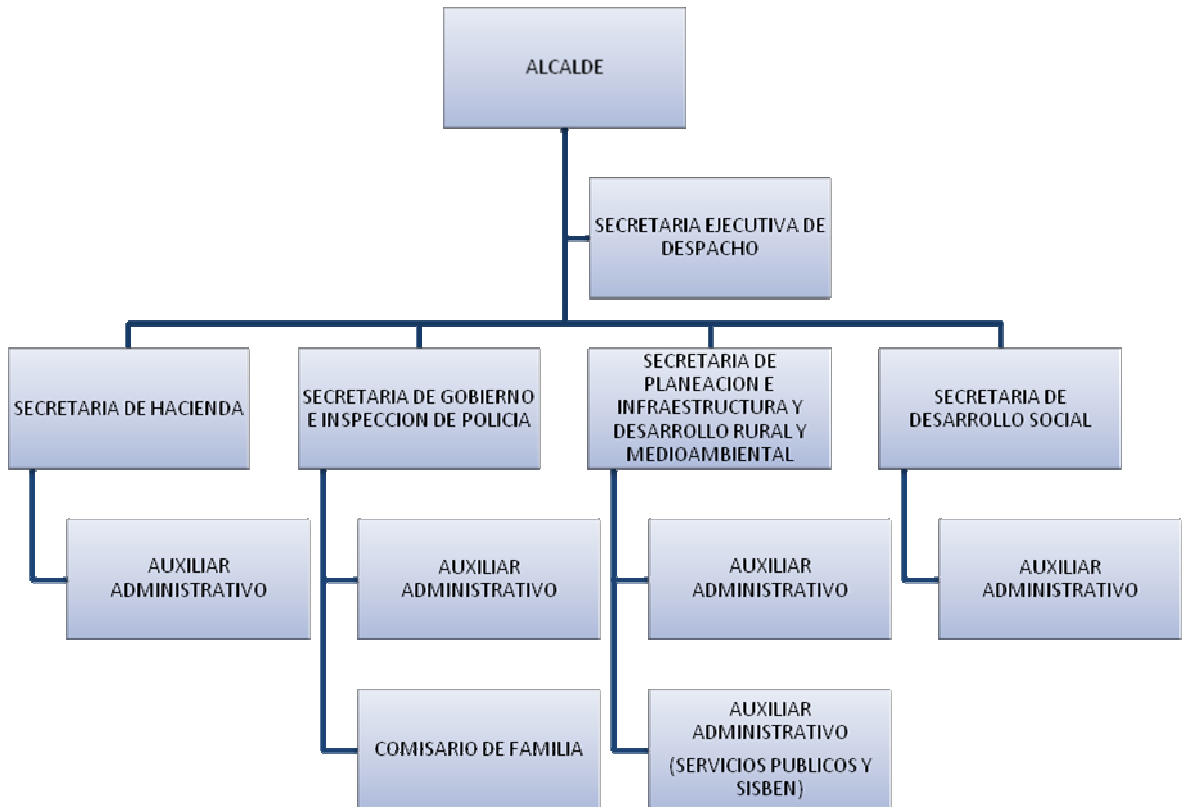 ALCALDE
SECRETARIA EJECUTIVA DE
DESPACHO
SECRETARIA DE HACIENDA
SECRETARIA DE GOBIERNO
E INSPECCION DE POLICIA
SECRETARIA DE
PLANEACION E
INFRAESTRUCTURA Y
DESARROLLO RURAL Y
MEDIOAMBIENTAL
SECRETARIA DE
DESARROLLO SOCIAL
AUXILIAR
ADMINISTRATIVO
AUXILIAR
ADMINISTRATIVO
AUXILIAR
ADMINISTRATIVO
AUXILIAR
ADMINISTRATIVO
COMISARIO DE FAMILIA
AUXILIAR
ADMINISTRATIVO
(SERVICIOS PUBLICOS Y
SISBEN)